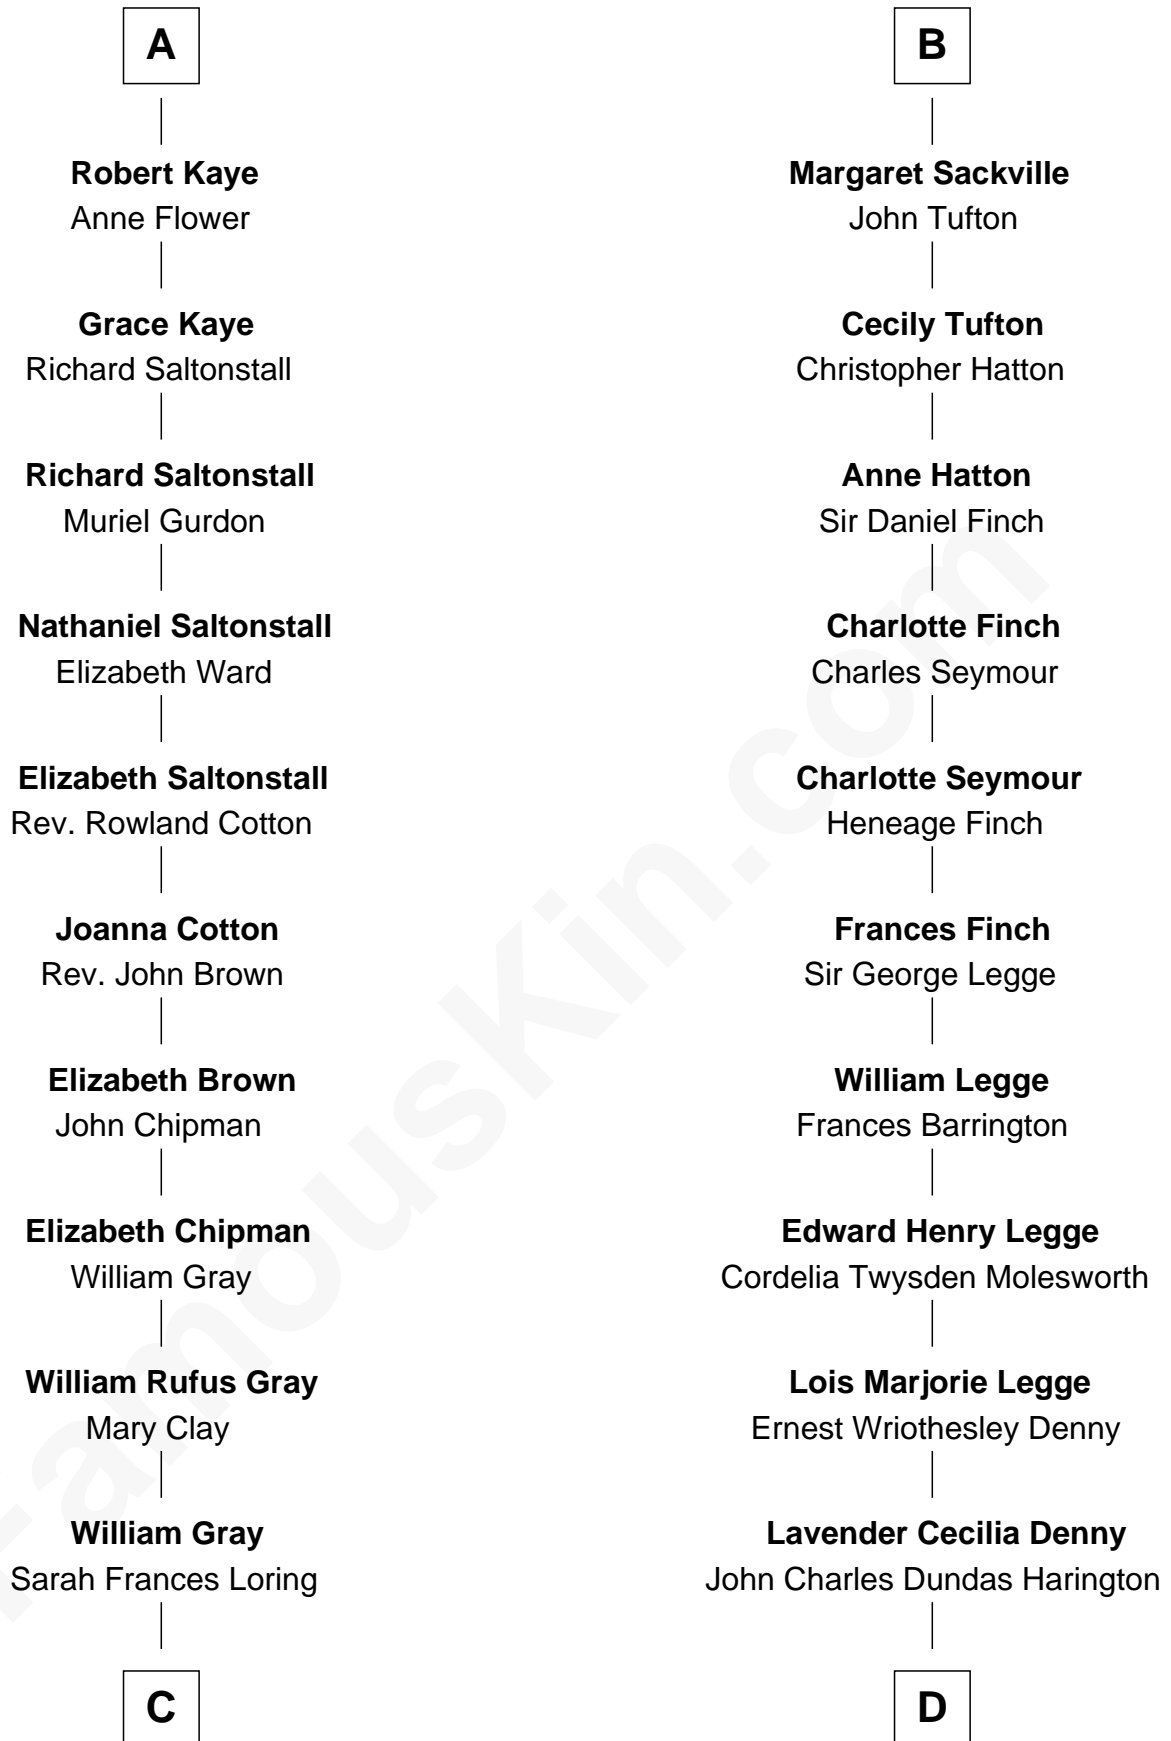 A
Robert Kaye
Anne Flower
Grace Kaye
Richard Saltonstall
Richard Saltonstall
Muriel Gurdon
Nathaniel Saltonstall
Elizabeth Ward
Elizabeth Saltonstall
Rev. Rowland Cotton
Joanna Cotton
Rev. John Brown
Elizabeth Brown
John Chipman
Elizabeth Chipman
William Gray
William Rufus Gray
Mary Clay
William Gray
Sarah Frances Loring
C
B
Margaret Sackville
John Tufton
Cecily Tufton
Christopher Hatton
Anne Hatton
Sir Daniel Finch
Charlotte Finch
Charles Seymour
Charlotte Seymour
Heneage Finch
Frances Finch
Sir George Legge
William Legge
Frances Barrington
Edward Henry Legge
Cordelia Twysden Molesworth
Lois Marjorie Legge
Ernest Wriothesley Denny
Lavender Cecilia Denny
John Charles Dundas Harington
D
FamousKin.com